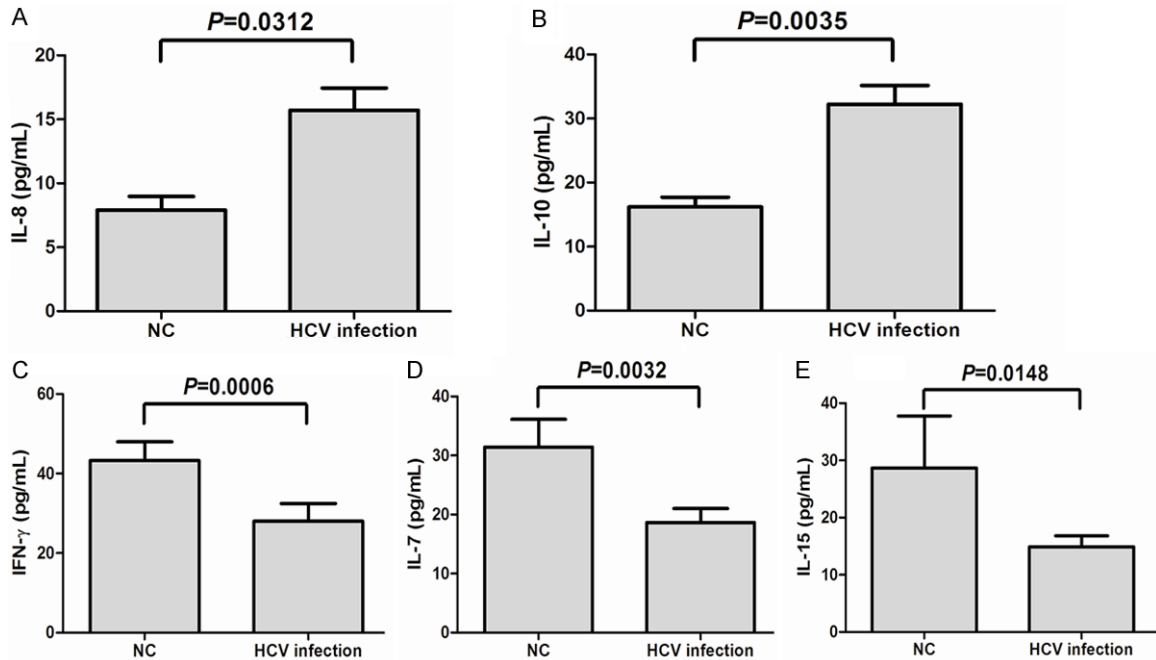 A
P=0.0312
IL-8 (pg/mL)
20
15
10
5
0
NC HCV infection
B
P=0.0035
IL-10 (pg/mL)
40
30
20
10
0
NC HCV infection
C
P=0.0006
IFN-γ (pg/mL)
60
40
20
0
NC HCV infection
D
P=0.0032
IL-7 (pg/mL)
40
30
20
10
0
NC HCV infection
E
P=0.0148
IL-15 (pg/mL)
40
30
20
10
0
NC HCV infection